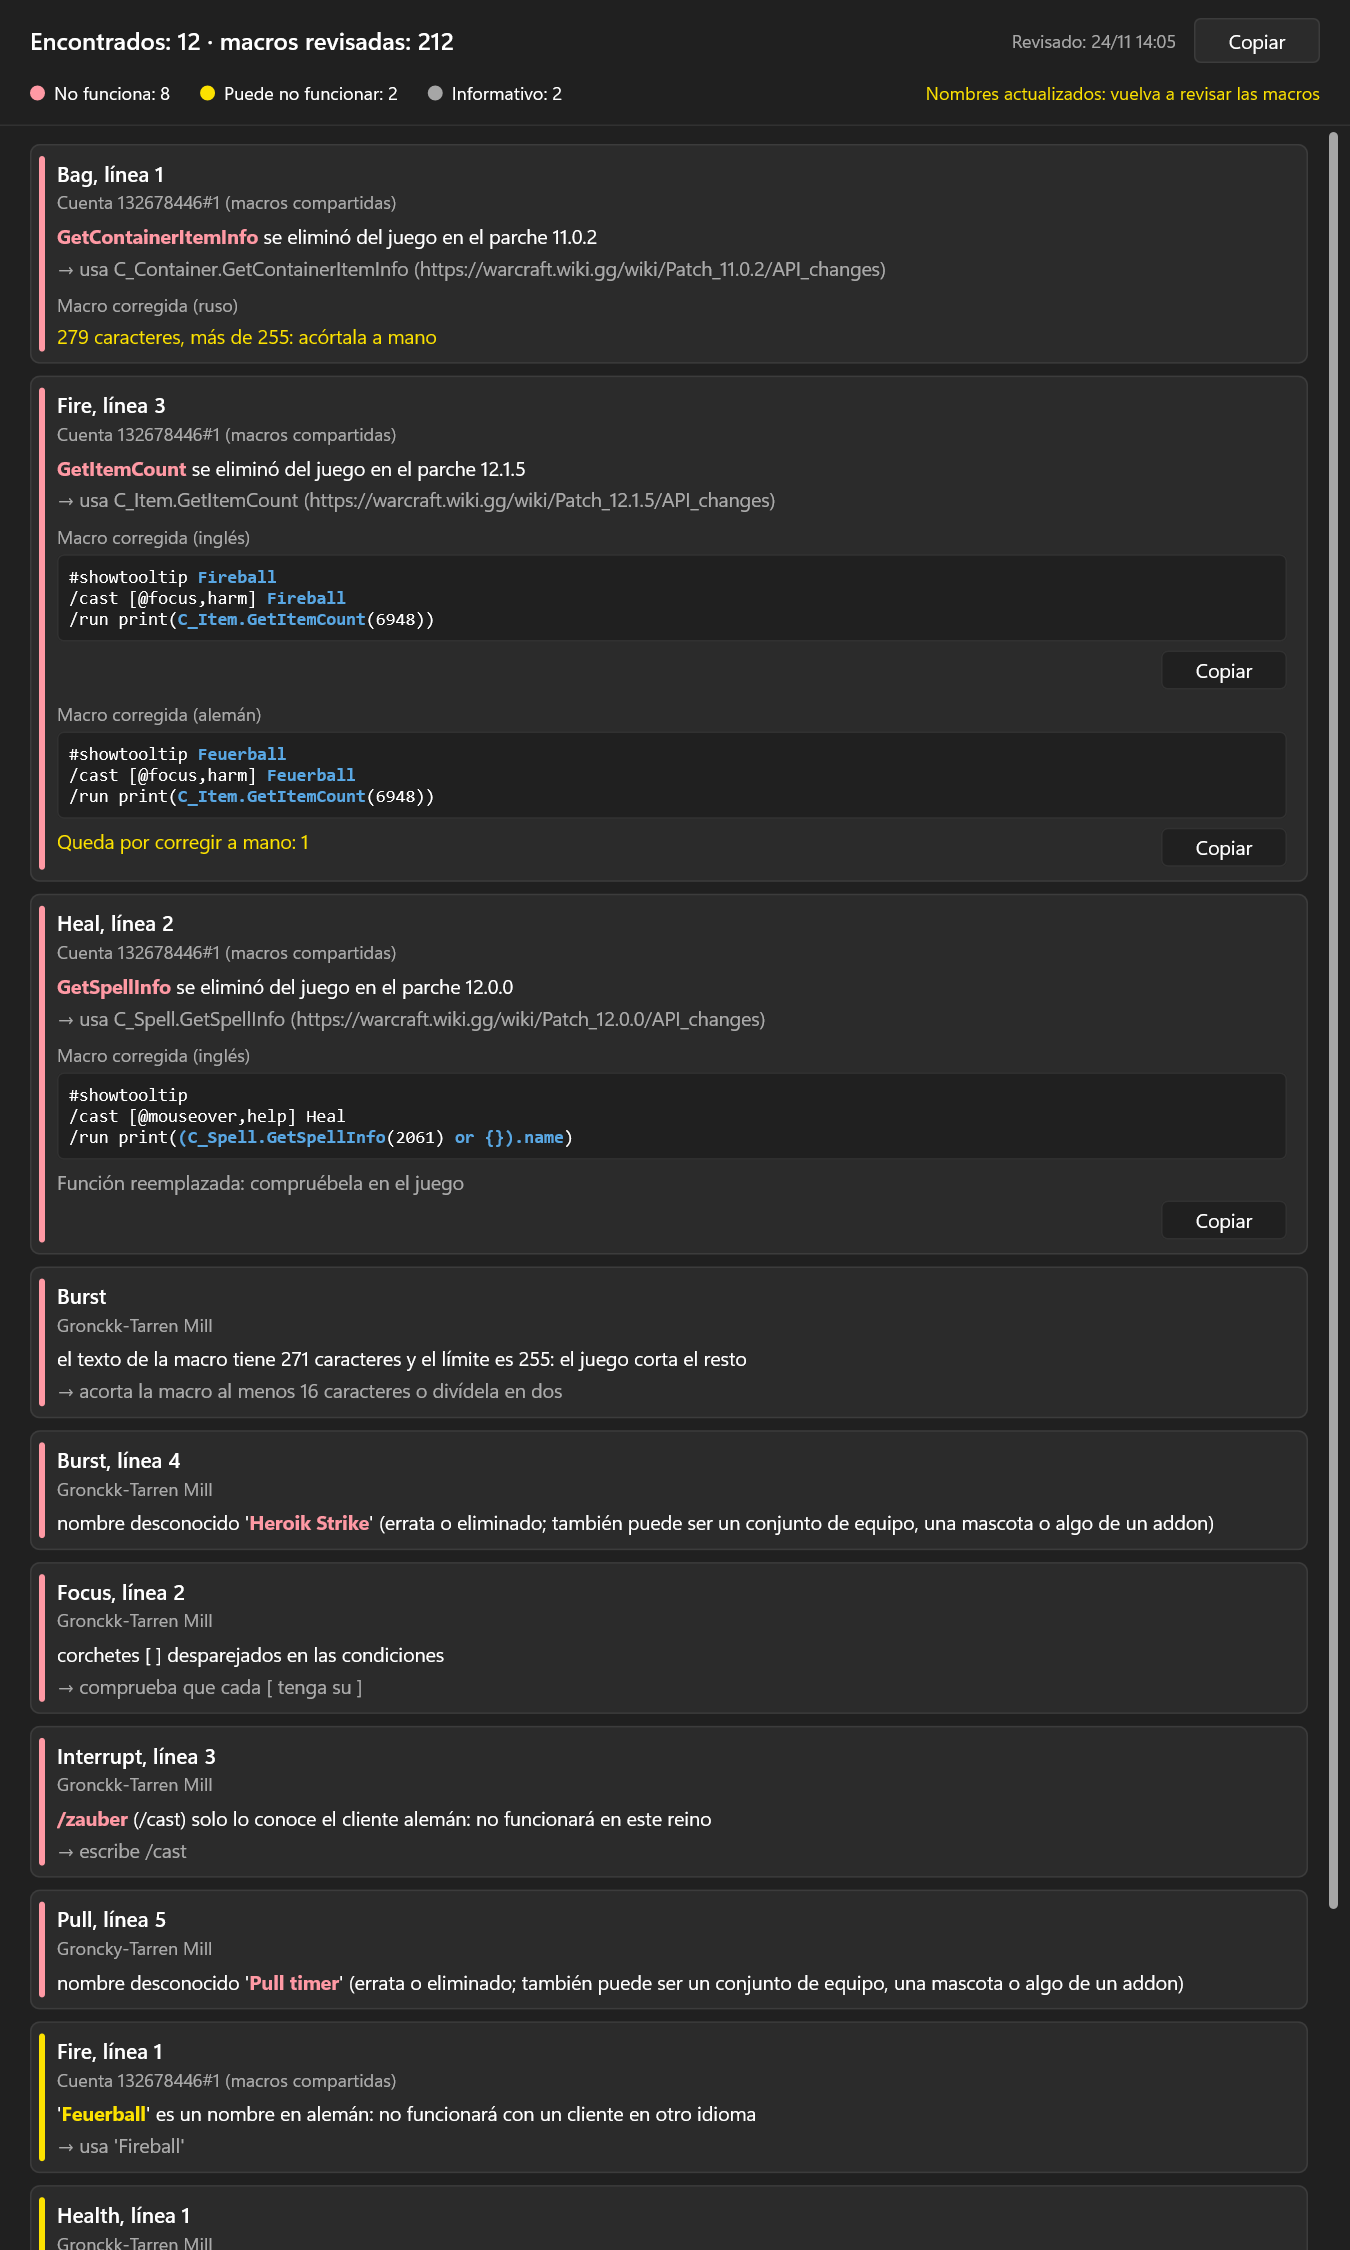 Encontrados: 12 · macros revisadas: 212
Revisado: 24/11 14:05
Copiar
No funciona: 8
Puede no funcionar: 2
Informativo: 2
Nombres actualizados: vuelva a revisar las macros
Bag, línea 1
Cuenta 132678446#1 (macros compartidas)
GetContainerItemInfo se eliminó del juego en el parche 11.0.2
→ usa C_Container.GetContainerItemInfo (https://warcraft.wiki.gg/wiki/Patch_11.0.2/API_changes)
Macro corregida (ruso)
279 caracteres, más de 255: acórtala a mano
Fire, línea 3
Cuenta 132678446#1 (macros compartidas)
GetItemCount se eliminó del juego en el parche 12.1.5
→ usa C_Item.GetItemCount (https://warcraft.wiki.gg/wiki/Patch_12.1.5/API_changes)
Macro corregida (inglés)
#showtooltip Fireball
/cast [@focus,harm] Fireball
/run print(C_Item.GetItemCount(6948))
Copiar
Macro corregida (alemán)
#showtooltip Feuerball
/cast [@focus,harm] Feuerball
/run print(C_Item.GetItemCount(6948))
Queda por corregir a mano: 1
Copiar
Heal, línea 2
Cuenta 132678446#1 (macros compartidas)
GetSpellInfo se eliminó del juego en el parche 12.0.0
→ usa C_Spell.GetSpellInfo (https://warcraft.wiki.gg/wiki/Patch_12.0.0/API_changes)
Macro corregida (inglés)
#showtooltip
/cast [@mouseover,help] Heal
/run print((C_Spell.GetSpellInfo(2061) or {}).name)
Función reemplazada: compruébela en el juego
Copiar
Burst
Gronckk-Tarren Mill
el texto de la macro tiene 271 caracteres y el límite es 255: el juego corta el resto
→ acorta la macro al menos 16 caracteres o divídela en dos
Burst, línea 4
Gronckk-Tarren Mill
nombre desconocido 'Heroik Strike' (errata o eliminado; también puede ser un conjunto de equipo, una mascota o algo de un addon)
Focus, línea 2
Gronckk-Tarren Mill
corchetes [ ] desparejados en las condiciones
→ comprueba que cada [ tenga su ]
Interrupt, línea 3
Gronckk-Tarren Mill
/zauber (/cast) solo lo conoce el cliente alemán: no funcionará en este reino
→ escribe /cast
Pull, línea 5
Groncky-Tarren Mill
nombre desconocido 'Pull timer' (errata o eliminado; también puede ser un conjunto de equipo, una mascota o algo de un addon)
Fire, línea 1
Cuenta 132678446#1 (macros compartidas)
'Feuerball' es un nombre en alemán: no funcionará con un cliente en otro idioma
→ usa 'Fireball'
Health, línea 1
Gronckk-Tarren Mill